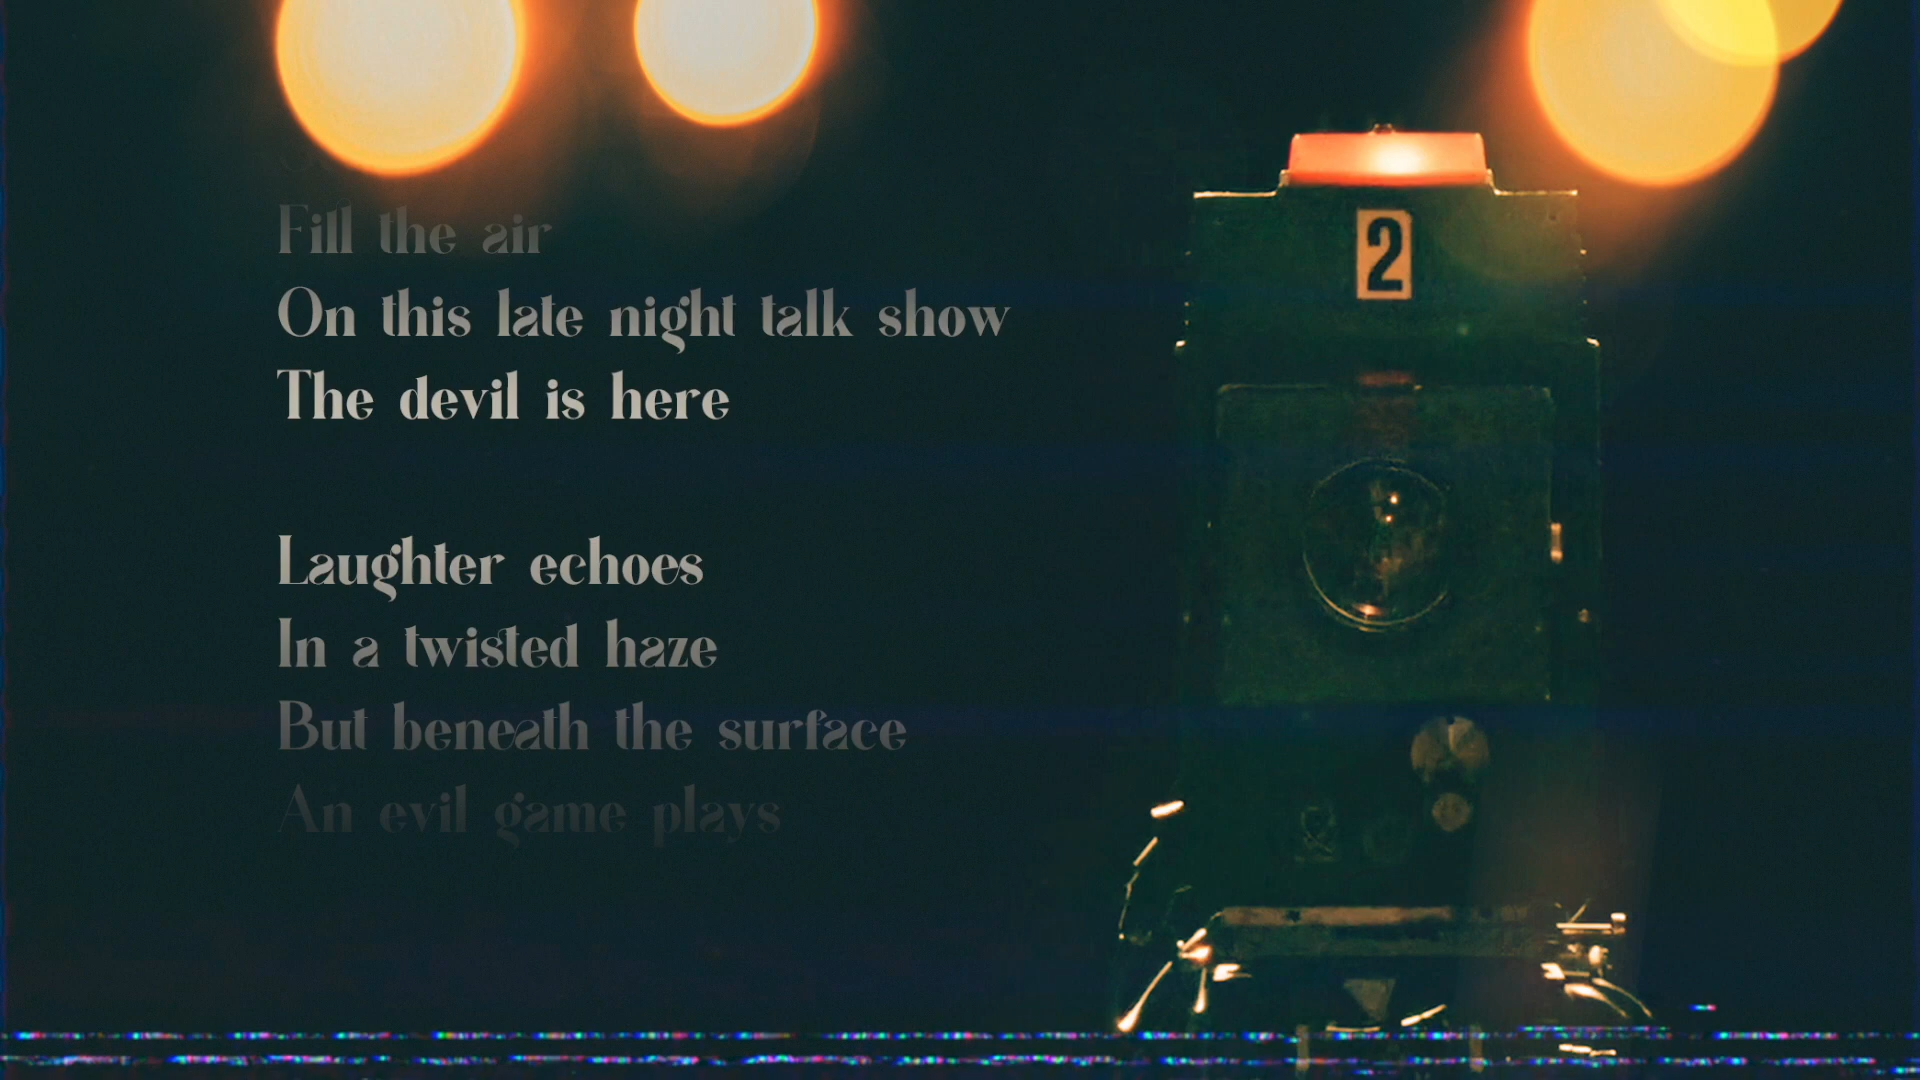 Fill the air
On this late night talk show
The devil is here
Laughter echoes
In a twisted haze
But beneath the surface
An evil game plays
2